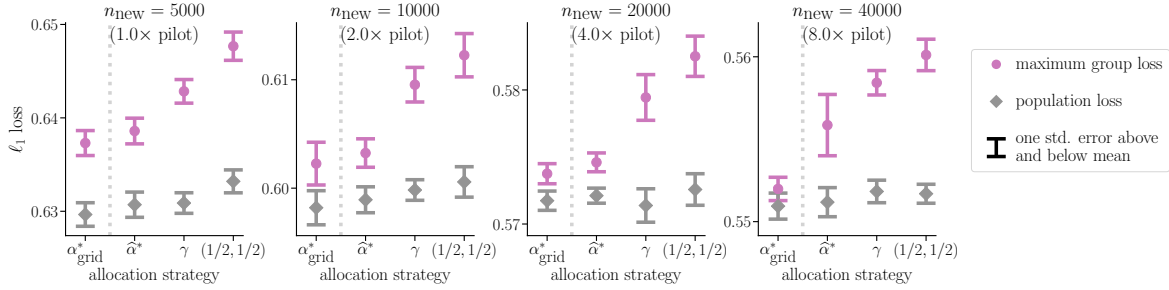 n_new = 5000
(1.0× pilot)
n_new = 10000
(2.0× pilot)
n_new = 20000
(4.0× pilot)
n_new = 40000
(8.0× pilot)
ℓ₁ loss
0.65
0.64
0.63
0.61
0.60
0.58
0.57
0.56
0.55
α*_grid α̂* γ (1/2, 1/2)
α*_grid α̂* γ (1/2, 1/2)
α*_grid α̂* γ (1/2, 1/2)
α*_grid α̂* γ (1/2, 1/2)
allocation strategy
allocation strategy
allocation strategy
allocation strategy
maximum group loss
population loss
one std. error above
and below mean